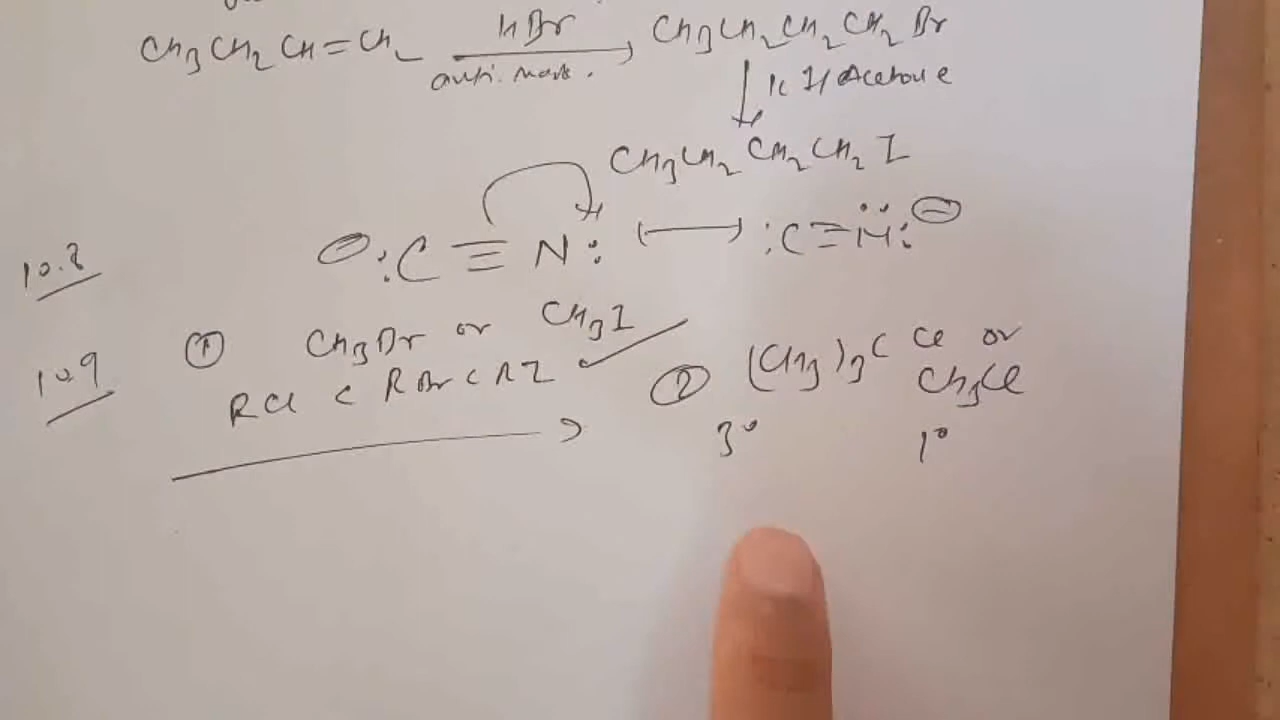 CH3CH2CH=CH2 HBr → CH3CH2CH2CH2Br
anti. mark.
↓ KI/Acetone
CH3CH2CH2CH2I
10.8 ⊖:C≡N: ⟷ :C=N̈:⊖
10.9 ① CH3Br or CH3I
RCl < RBr < RI ✓
② (CH3)3C Cl or
CH3Cl
3° 1°